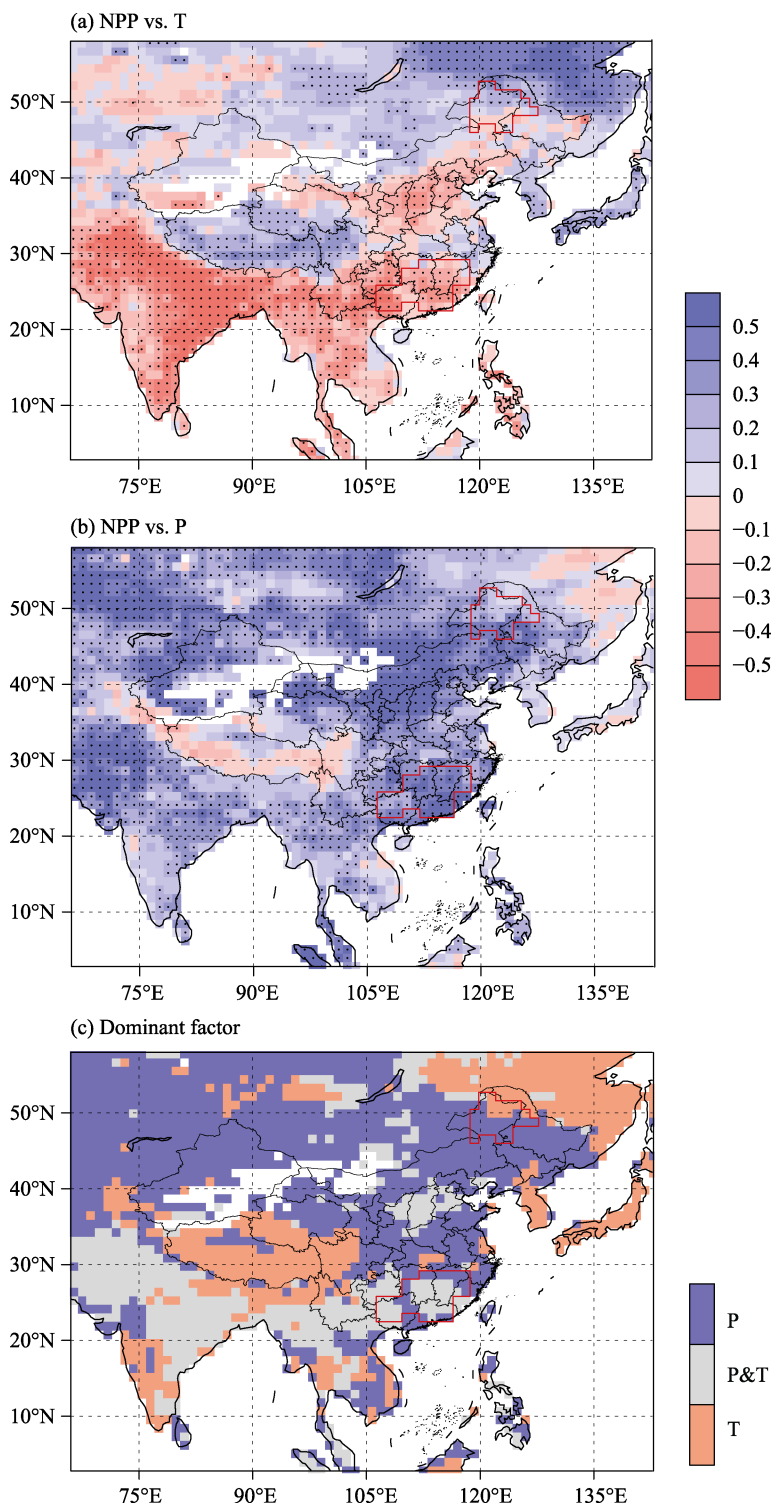 (a) NPP vs. T
50°N
40°N
30°N
20°N
10°N
75°E 90°E 105°E 120°E 135°E
0.5
0.4
0.3
0.2
0.1
0
−0.1
−0.2
−0.3
−0.4
−0.5
(b) NPP vs. P
50°N
40°N
30°N
20°N
10°N
75°E 90°E 105°E 120°E 135°E
(c) Dominant factor
50°N
40°N
30°N
20°N
10°N
75°E 90°E 105°E 120°E 135°E
P
P&T
T